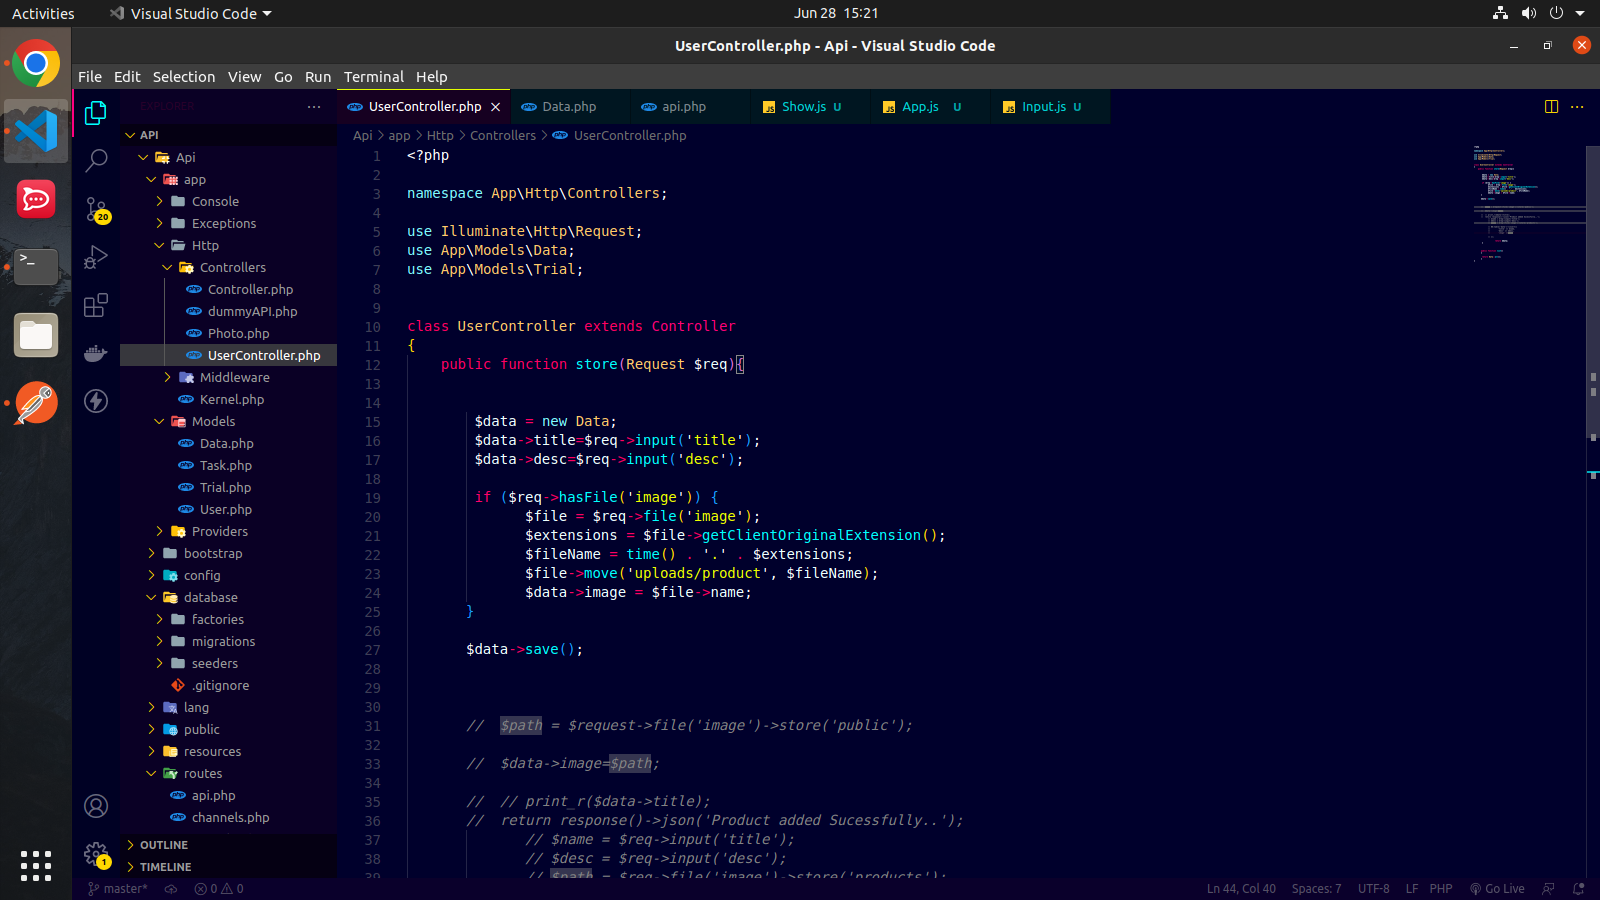 Activities
Visual Studio Code
Jun 28 15:21
UserController.php - Api - Visual Studio Code
File Edit Selection View Go Run Terminal Help
EXPLORER
UserController.php
Data.php
api.php
Show.js U
App.js U
Input.js U
API
Api
app
Console
Exceptions
Http
Controllers
Controller.php
dummyAPI.php
Photo.php
UserController.php
Middleware
Kernel.php
Models
Data.php
Task.php
Trial.php
User.php
Providers
bootstrap
config
database
factories
migrations
seeders
.gitignore
lang
public
resources
routes
api.php
channels.php
OUTLINE
TIMELINE
20
1
Api > app > Http > Controllers > UserController.php
1 <?php
2
3 namespace App\Http\Controllers;
4
5 use Illuminate\Http\Request;
6 use App\Models\Data;
7 use App\Models\Trial;
8
9
10 class UserController extends Controller
11 {
12 public function store(Request $req){
13
14
15 $data = new Data;
16 $data->title=$req->input('title');
17 $data->desc=$req->input('desc');
18
19 if ($req->hasFile('image')) {
20 $file = $req->file('image');
21 $extensions = $file->getClientOriginalExtension();
22 $fileName = time() . '.' . $extensions;
23 $file->move('uploads/product', $fileName);
24 $data->image = $file->name;
25 }
26
27 $data->save();
28
29
30
31 // $path = $request->file('image')->store('public');
32
33 // $data->image=$path;
34
35 // // print_r($data->title);
36 // return response()->json('Product added Sucessfully..');
37 // $name = $req->input('title');
38 // $desc = $req->input('desc');
39 // $path = $req->file('image')->store('products');
master* 0 0
Ln 44, Col 40 Spaces: 7 UTF-8 LF PHP Go Live